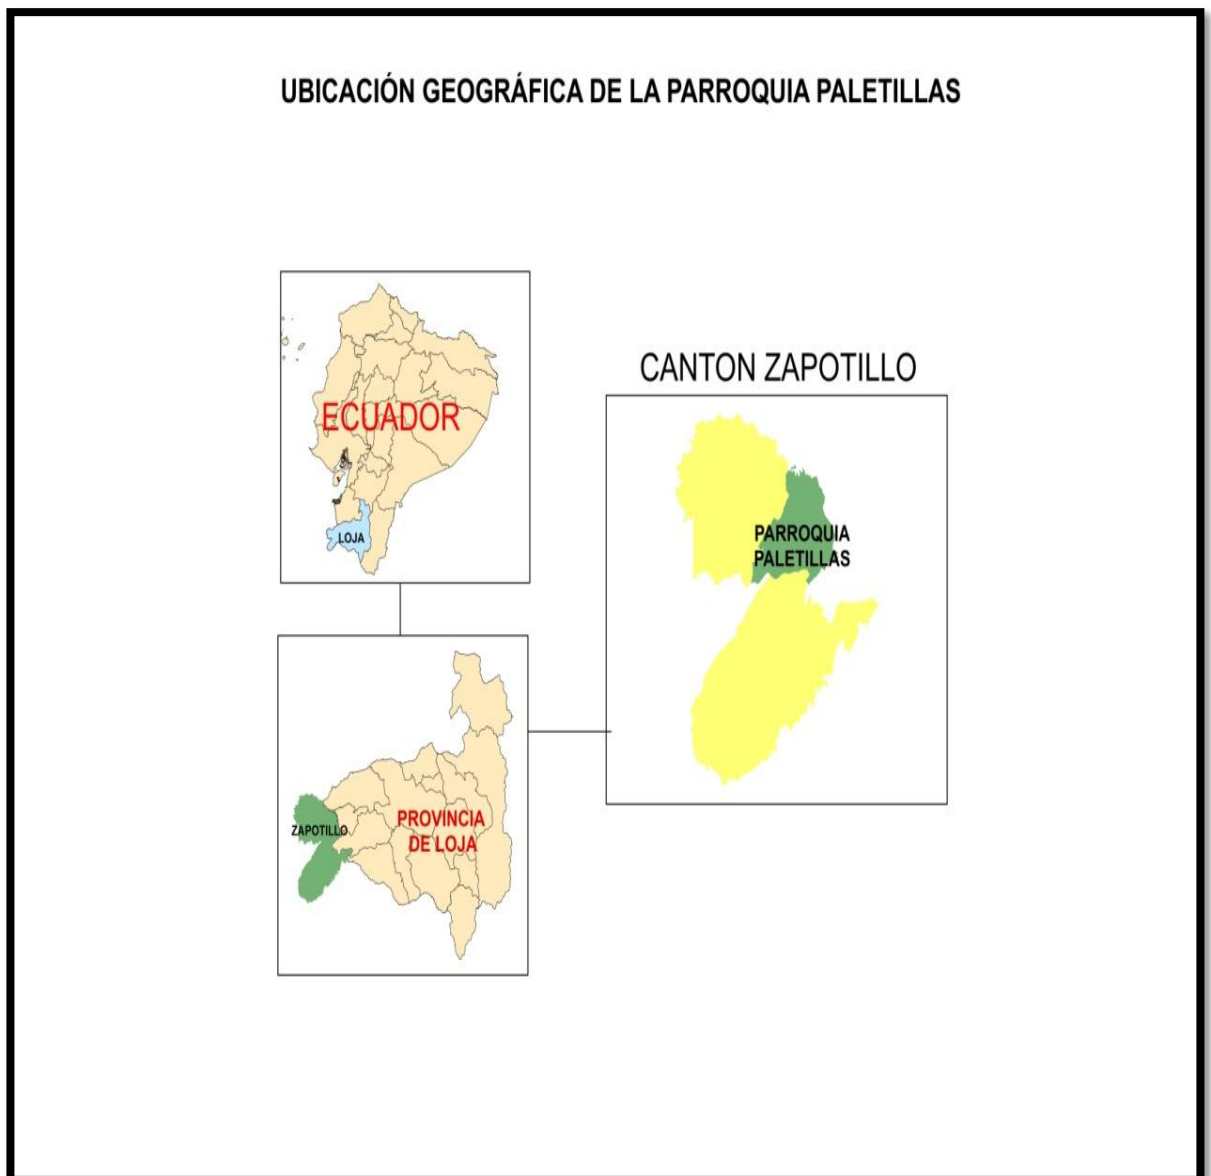 UBICACIÓN GEOGRÁFICA DE LA PARROQUIA PALETILLAS
ECUADOR
LOJA
CANTON ZAPOTILLO
PARROQUIA
PALETILLAS
ZAPOTILLO
PROVINCIA
DE LOJA